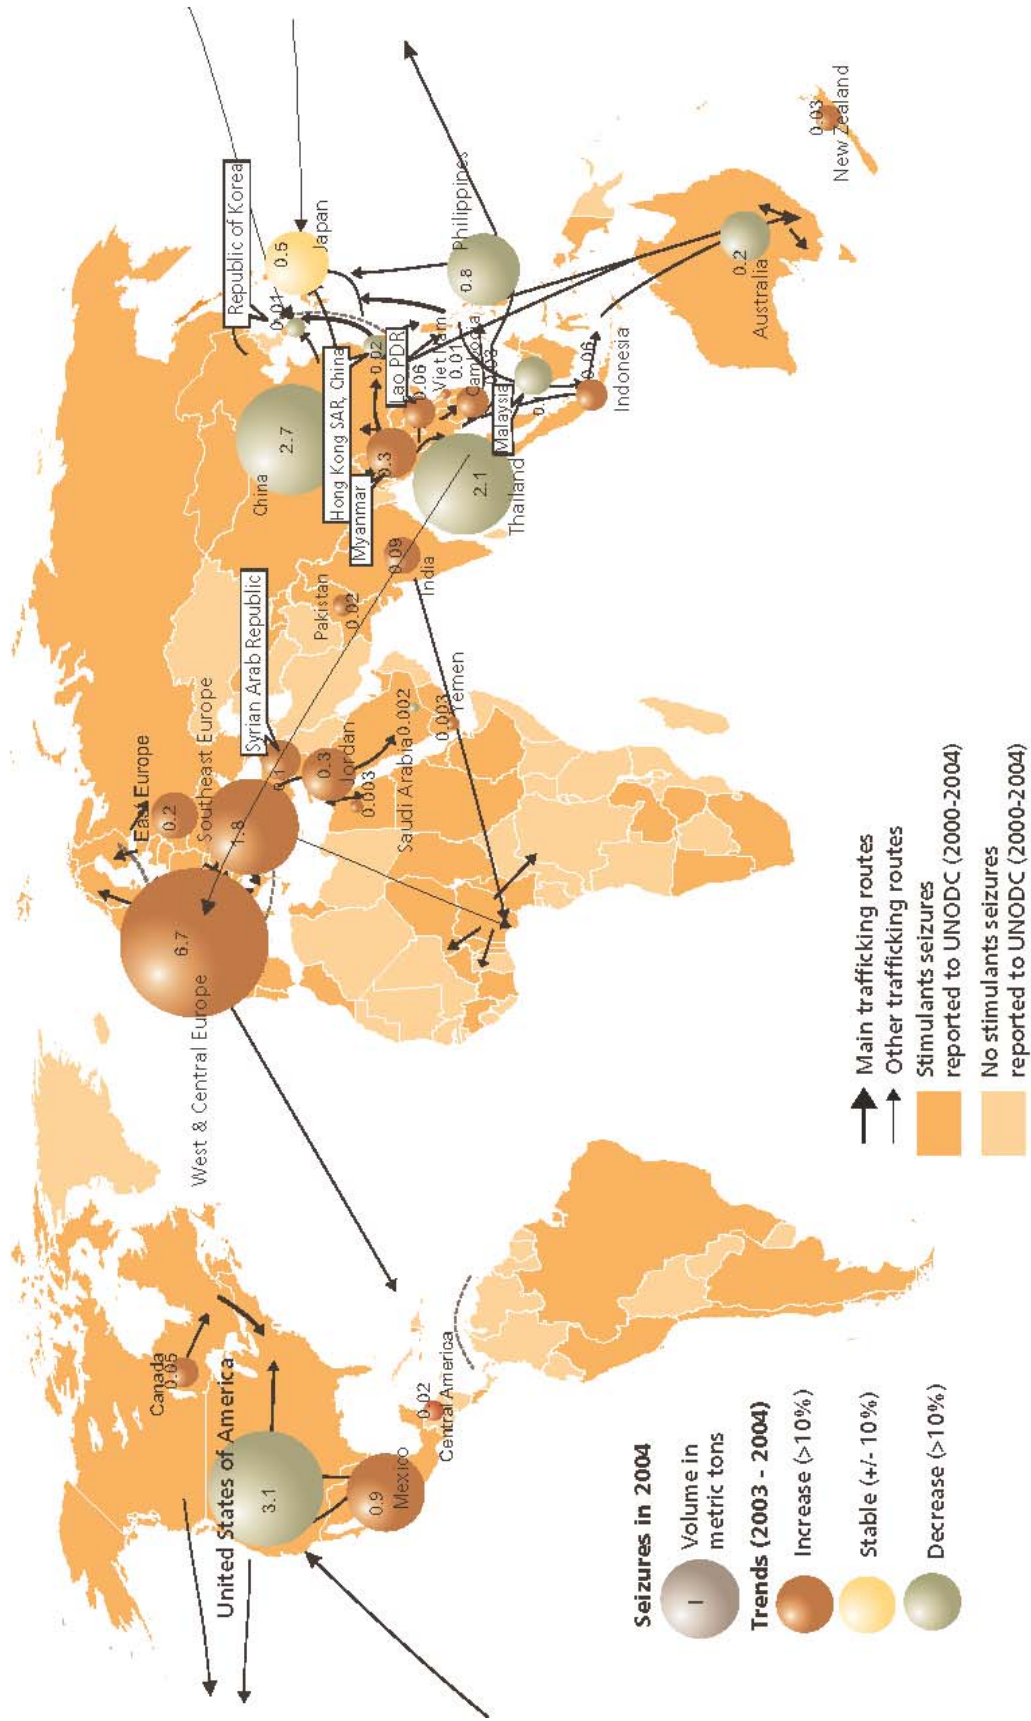 Canada
0.05
United States of America
3.1
0.9
Mexico
0.02
Central America
West & Central Europe
6.7
East Europe
0.2
Southeast Europe
1.8
Syrian Arab Republic
0.1
0.3
Jordan
0.003
Saudi Arabia
0.002
0.003
Yemen
Pakistan
0.02
0.09
India
China
2.7
Hong Kong SAR, China
0.02
Myanmar
0.3
Lao PDR
0.06
Viet Nam
0.01
Cambodia
0.03
2.1
Thailand
Malaysia
0.06
Indonesia
Republic of Korea
0.01
0.5
Japan
0.8
Philippines
0.2
Australia
0.03
New Zealand
Seizures in 2004
1
Volume in
metric tons
Trends (2003 - 2004)
Increase (>10%)
Stable (+/- 10%)
Decrease (>10%)
Main trafficking routes
Other trafficking routes
Stimulants seizures
reported to UNODC (2000-2004)
No stimulants seizures
reported to UNODC (2000-2004)